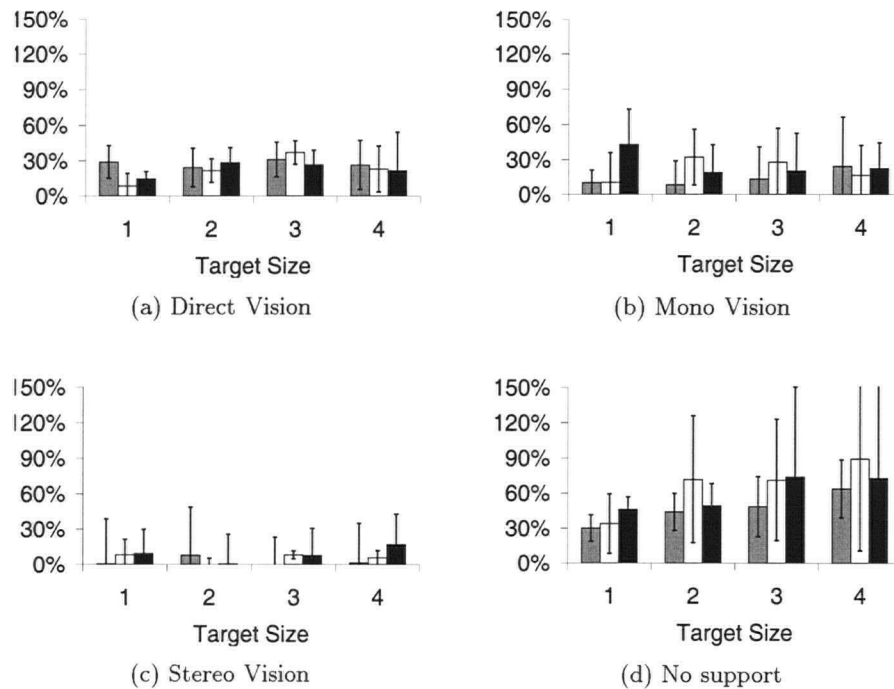 150%
120%
90%
60%
30%
0%
1 2 3 4
Target Size
(a) Direct Vision
150%
120%
90%
60%
30%
0%
1 2 3 4
Target Size
(b) Mono Vision
150%
120%
90%
60%
30%
0%
1 2 3 4
Target Size
(c) Stereo Vision
150%
120%
90%
60%
30%
0%
1 2 3 4
Target Size
(d) No support